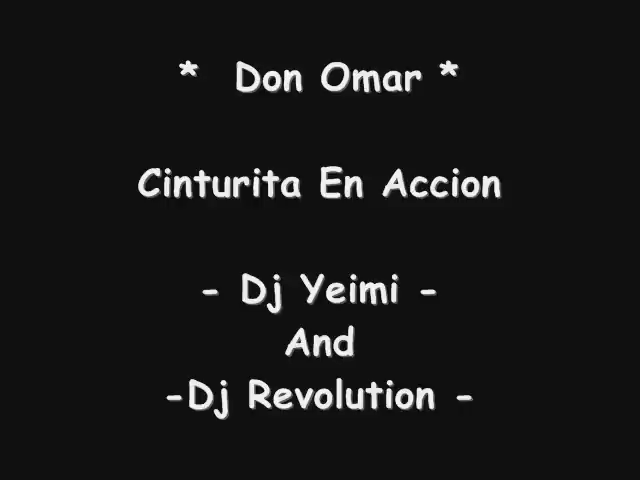 * Don Omar *
Cinturita En Accion
- Dj Yeimi -
And
-Dj Revolution -